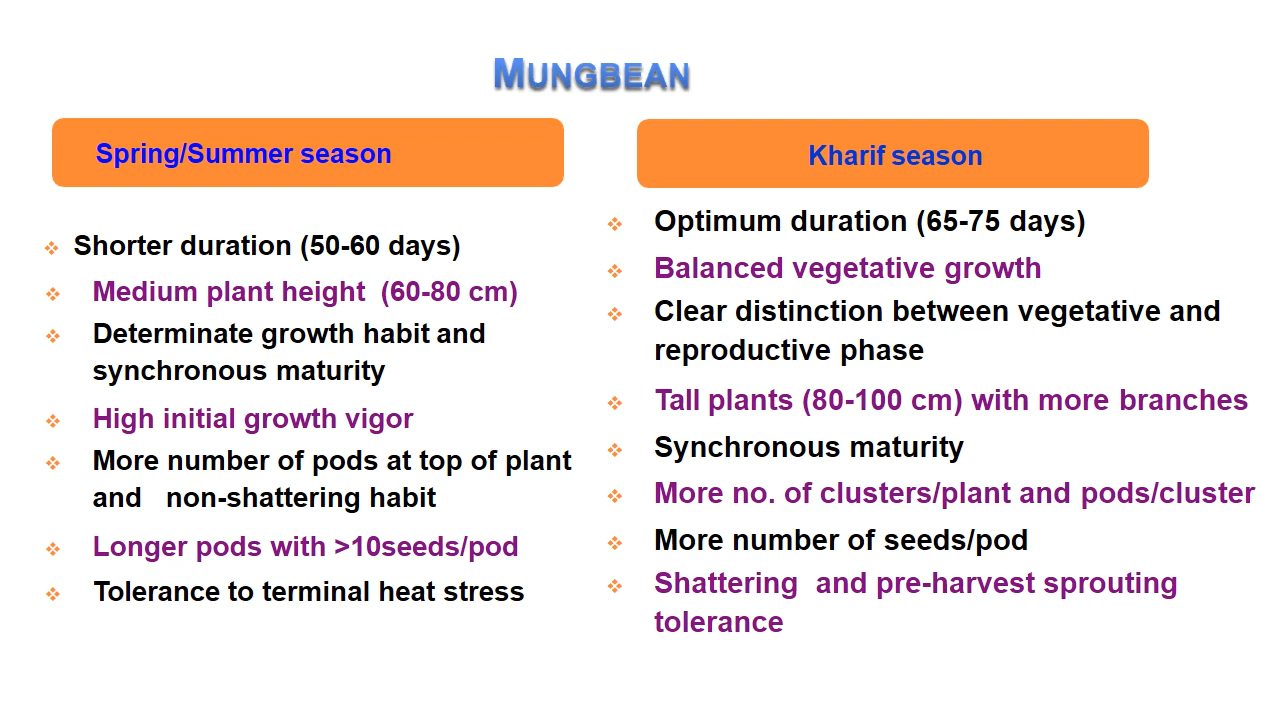 MUNGBEAN
Spring/Summer season
Shorter duration (50-60 days)
Medium plant height (60-80 cm)
Determinate growth habit and
synchronous maturity
High initial growth vigor
More number of pods at top of plant
and non-shattering habit
Longer pods with >10seeds/pod
Tolerance to terminal heat stress
Kharif season
Optimum duration (65-75 days)
Balanced vegetative growth
Clear distinction between vegetative and
reproductive phase
Tall plants (80-100 cm) with more branches
Synchronous maturity
More no. of clusters/plant and pods/cluster
More number of seeds/pod
Shattering and pre-harvest sprouting
tolerance